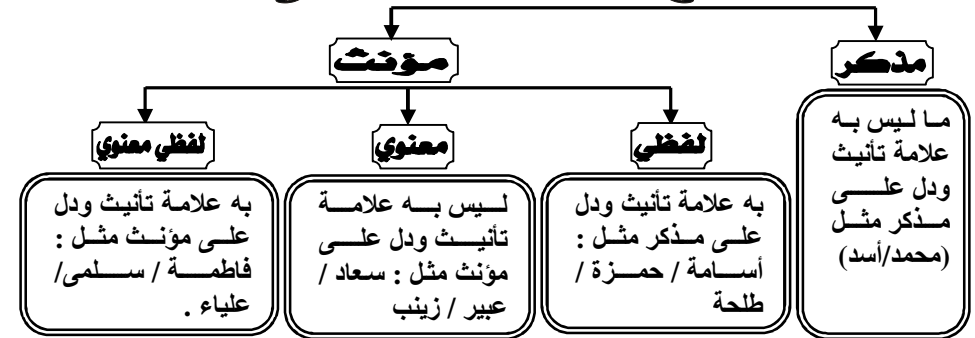 مذكر
مؤنث
ما ليس به
علامة تأنيث
ودل على
مذكر مثل
(محمد/أسد)
لفظي
به علامة تأنيث ودل
على مذكر مثل :
أسامة / حمزة /
طلحة
معنوي
ليس به علامة
تأنيث ودل على
مؤنث مثل : سعاد /
عبير / زينب
لفظي معنوي
به علامة تأنيث ودل
على مؤنث مثل :
فاطمة / سلمى/
علياء .